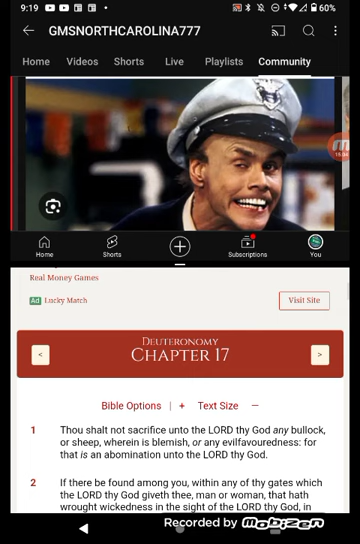 9:19
60%
GMSNORTHCAROLINA777
Home Videos Shorts Live Playlists Community
Home Shorts Subscriptions You
Real Money Games
Ad Lucky Match
Visit Site
DEUTERONOMY
CHAPTER 17
< >
Bible Options | + Text Size −
1 Thou shalt not sacrifice unto the LORD thy God any bullock,
or sheep, wherein is blemish, or any evilfavouredness: for
that is an abomination unto the LORD thy God.
2 If there be found among you, within any of thy gates which
the LORD thy God giveth thee, man or woman, that hath
wrought wickedness in the sight of the LORD thy God, in
Recorded by mobizen